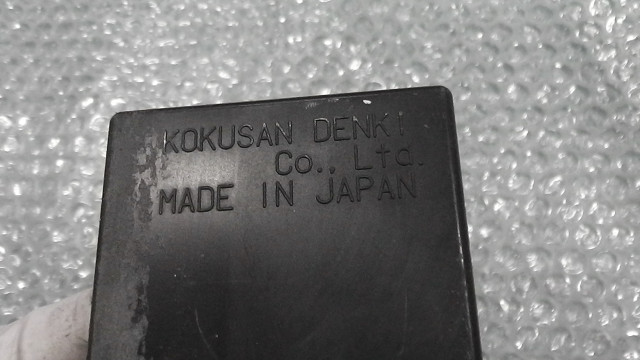 KOKUSAN DENKI
Co., Ltd.
MADE IN JAPAN